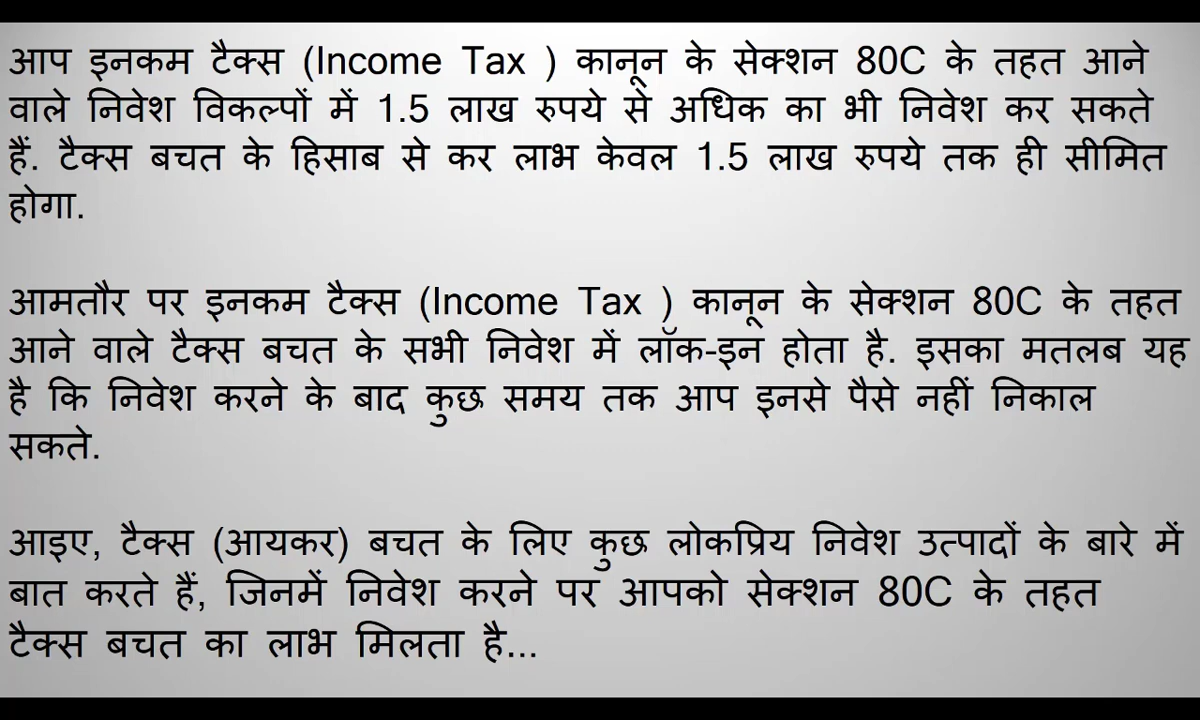 आप इनकम टैक्स (Income Tax ) कानून के सेक्शन 80C के तहत आने
वाले निवेश विकल्पों में 1.5 लाख रुपये से अधिक का भी निवेश कर सकते
हैं. टैक्स बचत के हिसाब से कर लाभ केवल 1.5 लाख रुपये तक ही सीमित
होगा.
आमतौर पर इनकम टैक्स (Income Tax ) कानून के सेक्शन 80C के तहत
आने वाले टैक्स बचत के सभी निवेश में लॉक-इन होता है. इसका मतलब यह
है कि निवेश करने के बाद कुछ समय तक आप इनसे पैसे नहीं निकाल
सकते.
आइए, टैक्स (आयकर) बचत के लिए कुछ लोकप्रिय निवेश उत्पादों के बारे में
बात करते हैं, जिनमें निवेश करने पर आपको सेक्शन 80C के तहत
टैक्स बचत का लाभ मिलता है...